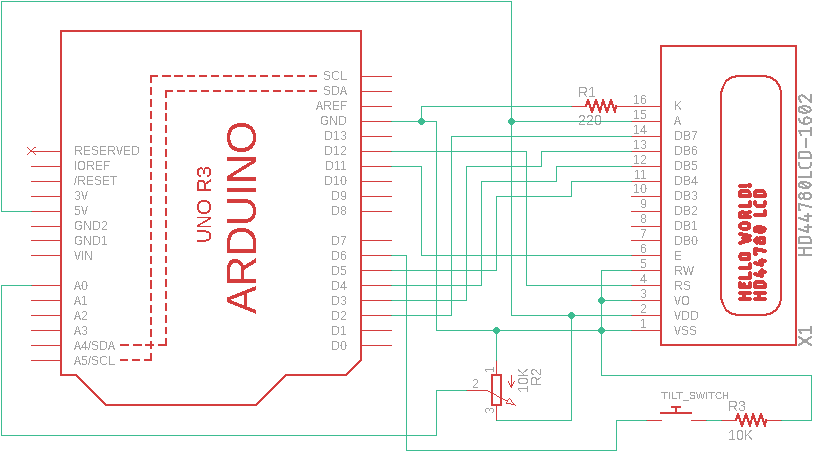 SCL
SDA
AREF
GND
D13
D12
D11
D10
D9
D8
D7
D6
D5
D4
D3
D2
D1
D0
RESERVED
IOREF
/RESET
3V
5V
GND2
GND1
VIN
A0
A1
A2
A3
A4/SDA
A5/SCL
UNO R3
ARDUINO
R1
220
16 K
15 A
14 DB7
13 DB6
12 DB5
11 DB4
10 DB3
9 DB2
8 DB1
7 DB0
6 E
5 RW
4 RS
3 VO
2 VDD
1 VSS
HELLO WORLD!
HD44780 LCD
HD44780LCD-1602
X1
1
2
3
10K
R2
TILT_SWITCH
R3
10K